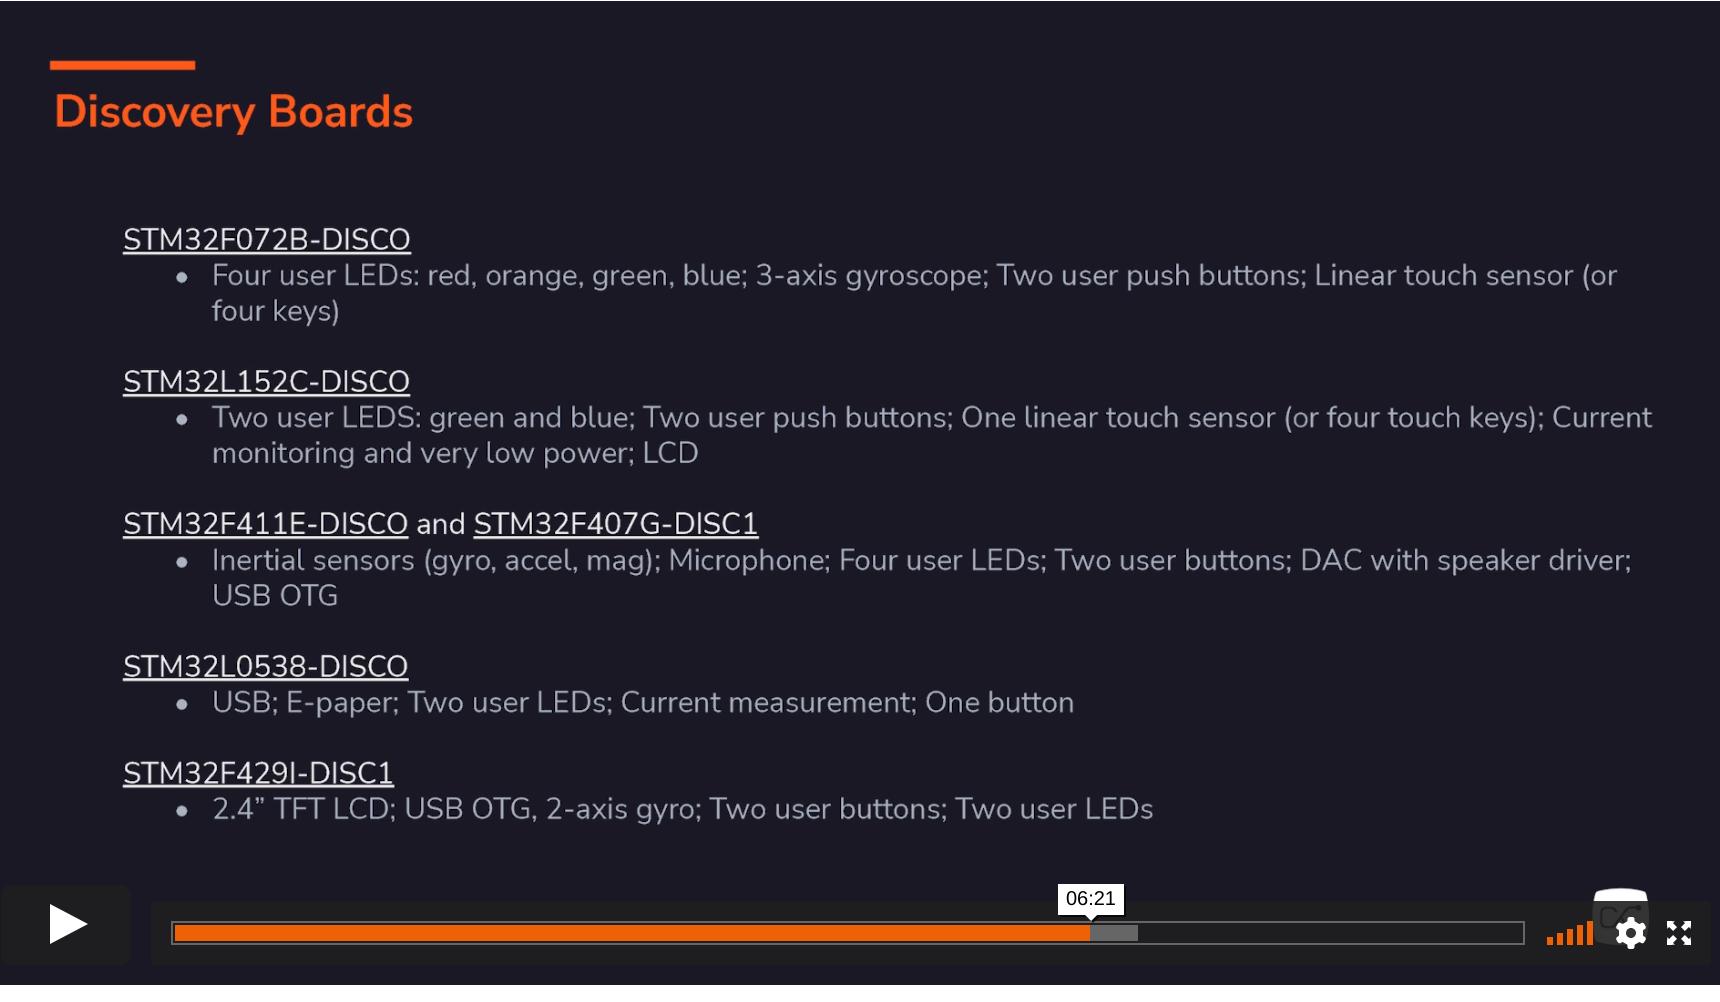 Discovery Boards
STM32F072B-DISCO
● Four user LEDs: red, orange, green, blue; 3-axis gyroscope; Two user push buttons; Linear touch sensor (or
four keys)
STM32L152C-DISCO
● Two user LEDS: green and blue; Two user push buttons; One linear touch sensor (or four touch keys); Current
monitoring and very low power; LCD
STM32F411E-DISCO and STM32F407G-DISC1
● Inertial sensors (gyro, accel, mag); Microphone; Four user LEDs; Two user buttons; DAC with speaker driver;
USB OTG
STM32L0538-DISCO
● USB; E-paper; Two user LEDs; Current measurement; One button
STM32F429I-DISC1
● 2.4” TFT LCD; USB OTG, 2-axis gyro; Two user buttons; Two user LEDs
06:21